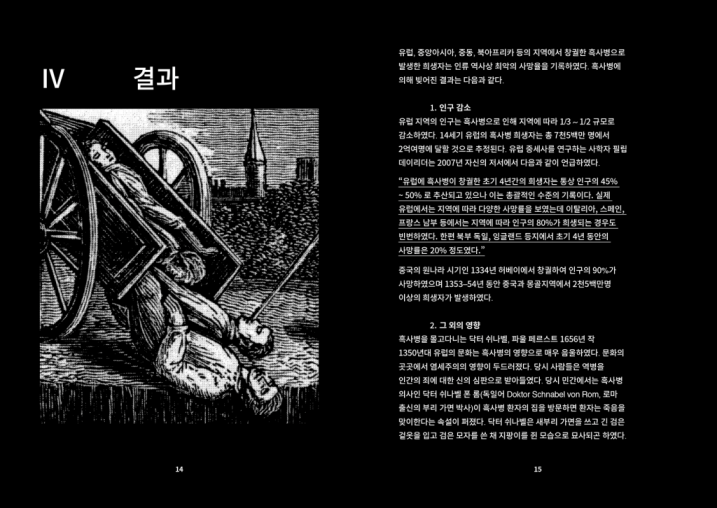 IV 결과
유럽, 중앙아시아, 중동, 북아프리카 등의 지역에서 창궐한 흑사병으로
발생한 희생자는 인류 역사상 최악의 사망율을 기록하였다. 흑사병에
의해 빚어진 결과는 다음과 같다.
1. 인구 감소
유럽 지역의 인구는 흑사병으로 인해 지역에 따라 1/3 – 1/2 규모로
감소하였다. 14세기 유럽의 흑사병 희생자는 총 7천5백만 명에서
2억여명에 달할 것으로 추정된다. 유럽 중세사를 연구하는 사학자 필립
데이리더는 2007년 자신의 저서에서 다음과 같이 언급하였다.
“유럽에 흑사병이 창궐한 초기 4년간의 희생자는 통상 인구의 45%
~ 50% 로 추산되고 있으나 이는 총괄적인 수준의 기록이다. 실제
유럽에서는 지역에 따라 다양한 사망률을 보였는데 이탈리아, 스페인,
프랑스 남부 등에서는 지역에 따라 인구의 80%가 희생되는 경우도
빈번하였다. 한편 북부 독일, 잉글랜드 등지에서 초기 4년 동안의
사망률은 20% 정도였다.”
중국의 원나라 시기인 1334년 허베이에서 창궐하여 인구의 90%가
사망하였으며 1353–54년 동안 중국과 몽골지역에서 2천5백만명
이상의 희생자가 발생하였다.
2. 그 외의 영향
흑사병을 몰고다니는 닥터 쉬나벨, 파울 페르스트 1656년 작
1350년대 유럽의 문화는 흑사병의 영향으로 매우 음울하였다. 문화의
곳곳에서 염세주의의 영향이 두드러졌다. 당시 사람들은 역병을
인간의 죄에 대한 신의 심판으로 받아들였다. 당시 민간에서는 흑사병
의사인 닥터 쉬나벨 폰 롬(독일어 Doktor Schnabel von Rom, 로마
출신의 부리 가면 박사)이 흑사병 환자의 집을 방문하면 환자는 죽음을
맞이한다는 속설이 퍼졌다. 닥터 쉬나벨은 새부리 가면을 쓰고 긴 검은
겉옷을 입고 검은 모자를 쓴 채 지팡이를 쥔 모습으로 묘사되곤 하였다.
14
15